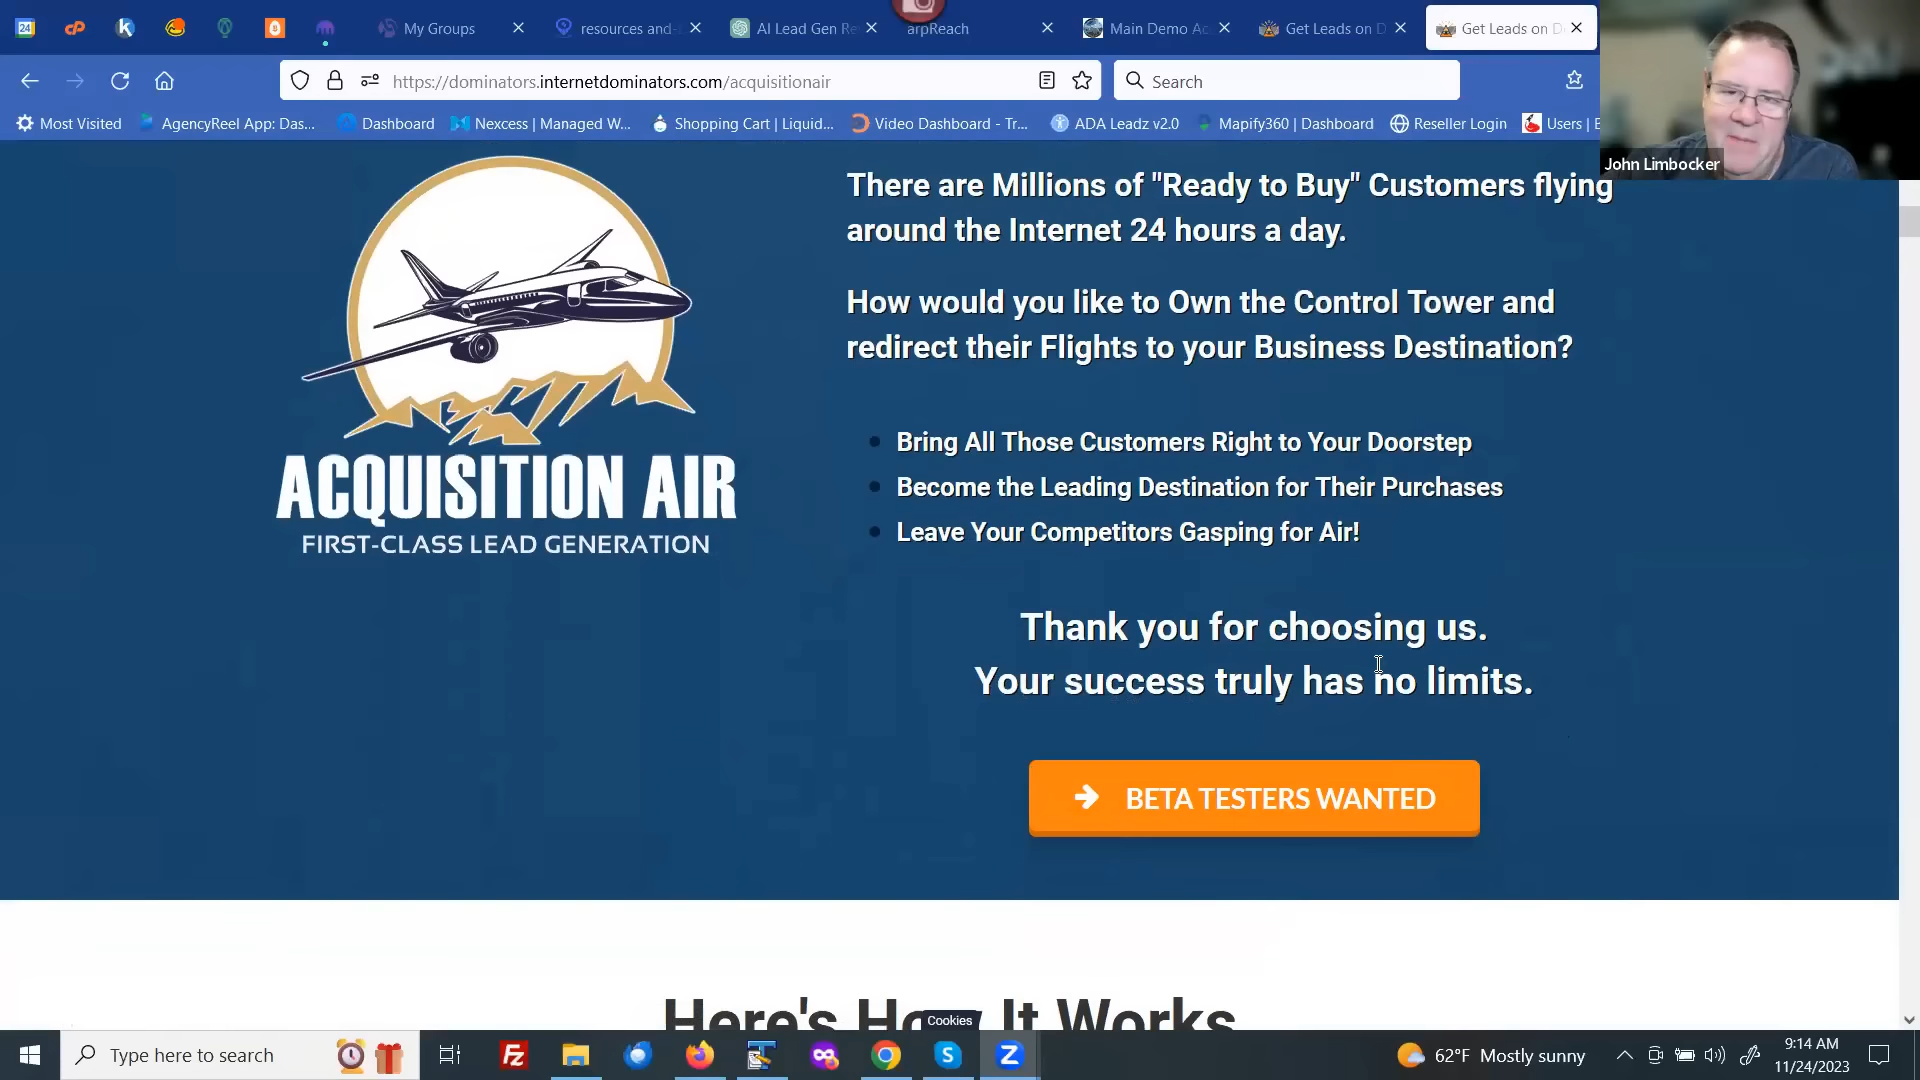 24
My Groups
resources and-
AI Lead Gen Re
arpReach
Main Demo Ac
Get Leads on D
Get Leads on D
https://dominators.internetdominators.com/acquisitionair
Search
Most Visited
AgencyReel App: Das...
Dashboard
Nexcess | Managed W...
Shopping Cart | Liquid...
Video Dashboard - Tr...
ADA Leadz v2.0
Mapify360 | Dashboard
Reseller Login
Users | E
John Limbocker
There are Millions of "Ready to Buy" Customers flying
around the Internet 24 hours a day.
How would you like to Own the Control Tower and
redirect their Flights to your Business Destination?
Bring All Those Customers Right to Your Doorstep
Become the Leading Destination for Their Purchases
Leave Your Competitors Gasping for Air!
ACQUISITION AIR
FIRST-CLASS LEAD GENERATION
Thank you for choosing us.
Your success truly has no limits.
BETA TESTERS WANTED
Here's How It Works
Cookies
Type here to search
62°F Mostly sunny
9:14 AM
11/24/2023